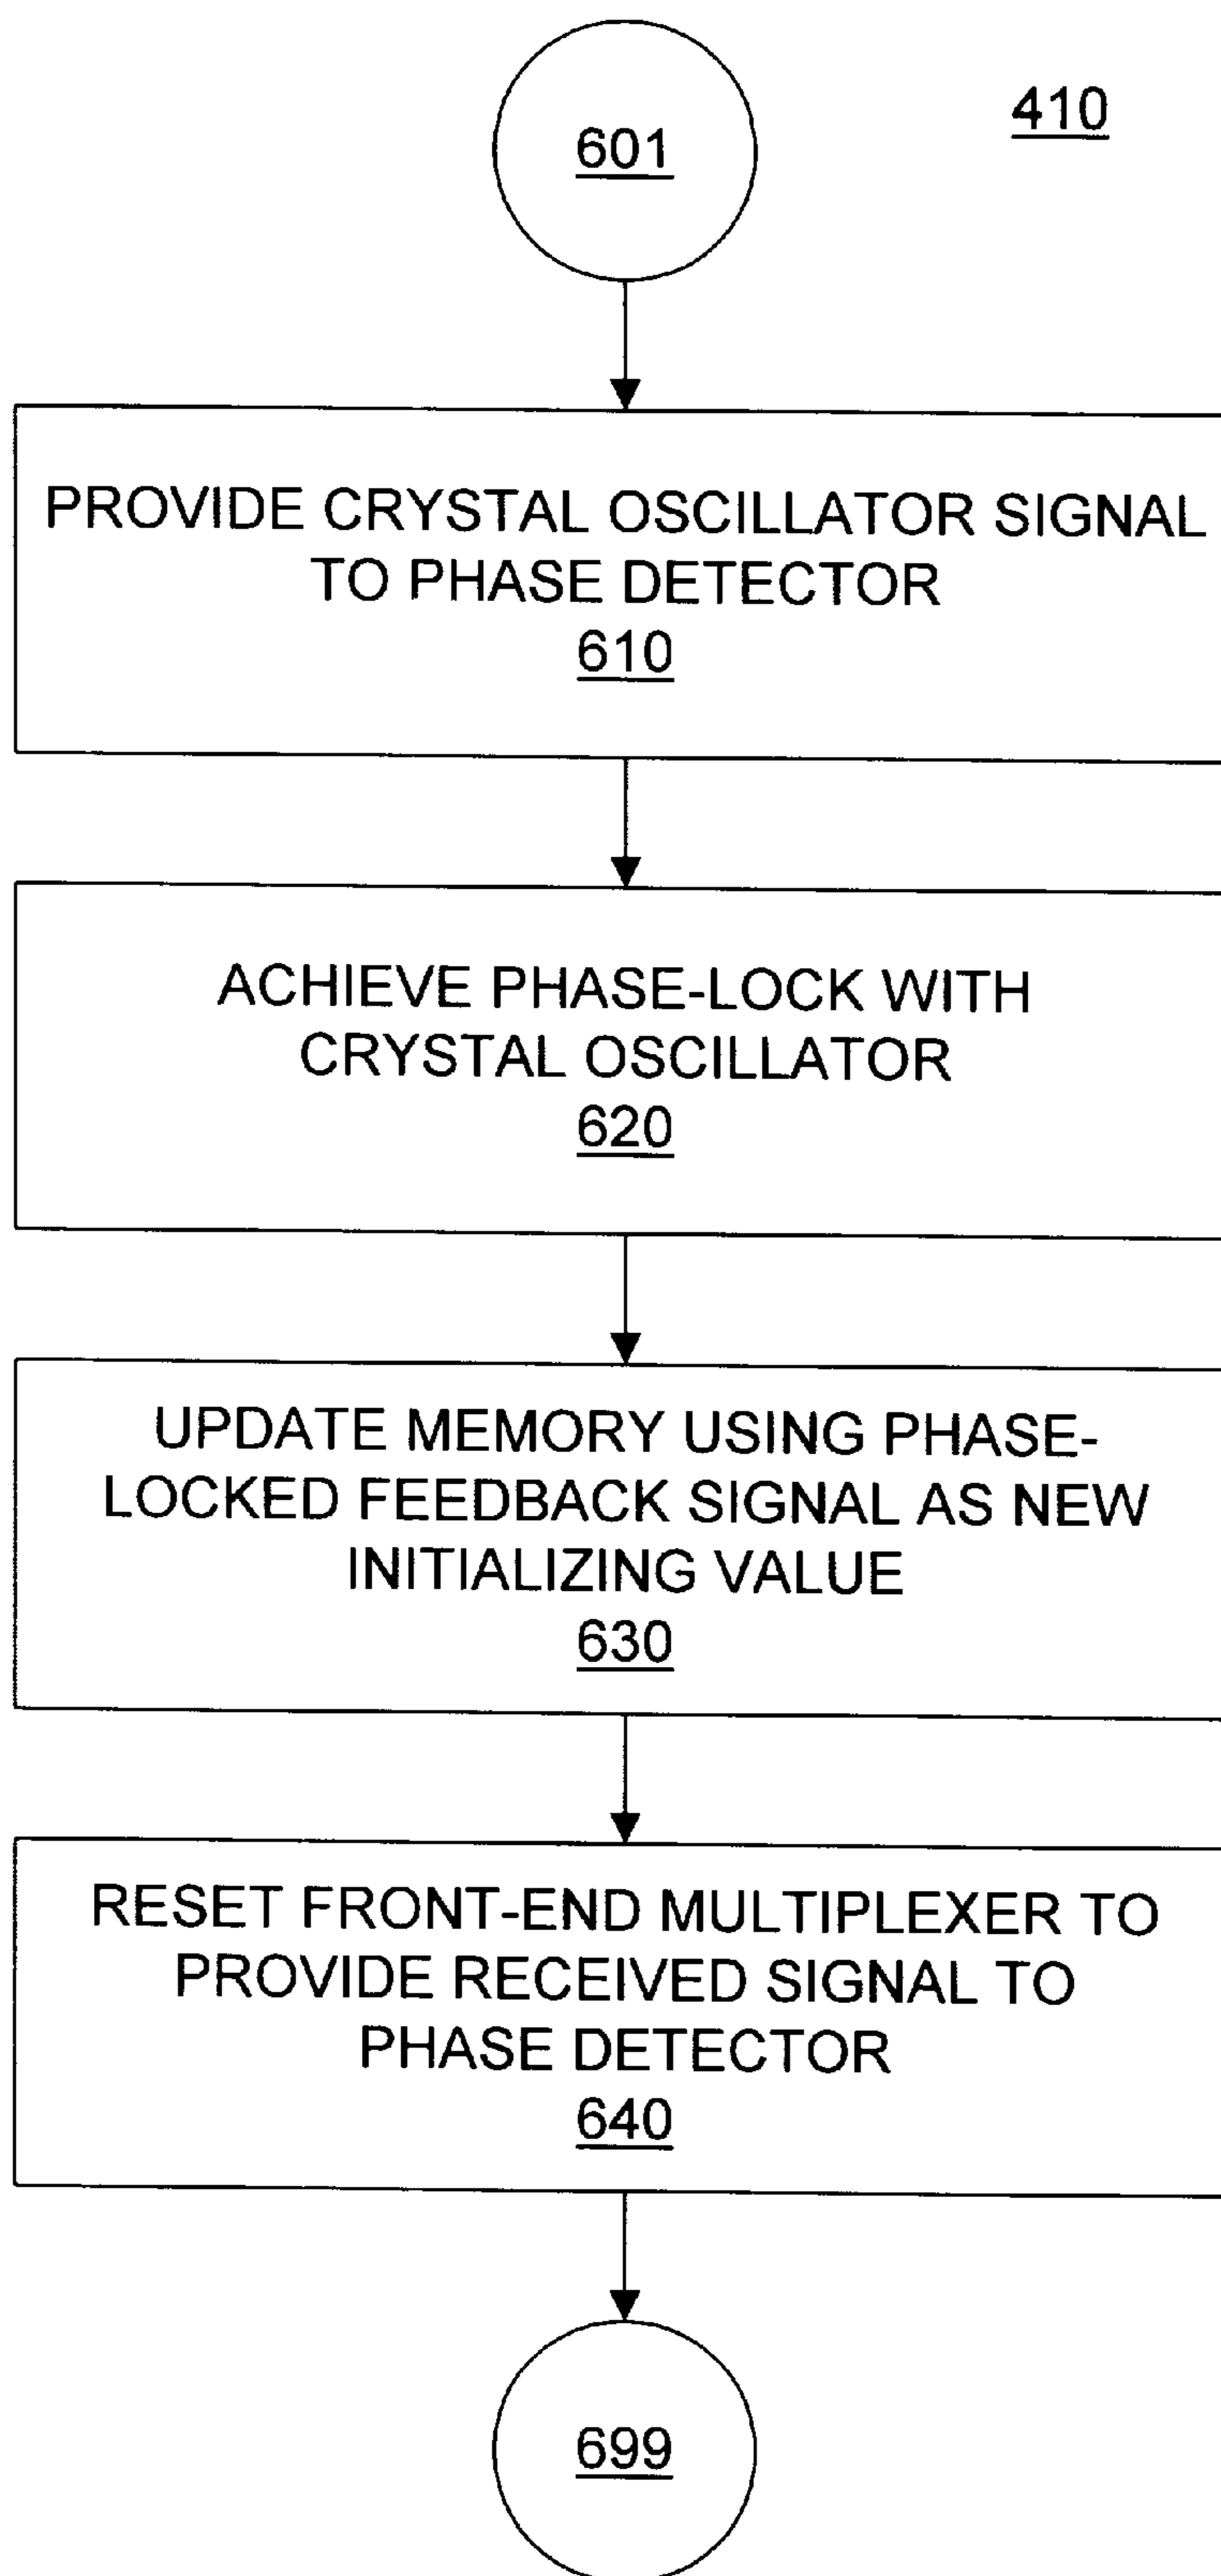 410
601
PROVIDE CRYSTAL OSCILLATOR SIGNAL
TO PHASE DETECTOR
610
ACHIEVE PHASE-LOCK WITH
CRYSTAL OSCILLATOR
620
UPDATE MEMORY USING PHASE-
LOCKED FEEDBACK SIGNAL AS NEW
INITIALIZING VALUE
630
RESET FRONT-END MULTIPLEXER TO
PROVIDE RECEIVED SIGNAL TO
PHASE DETECTOR
640
699